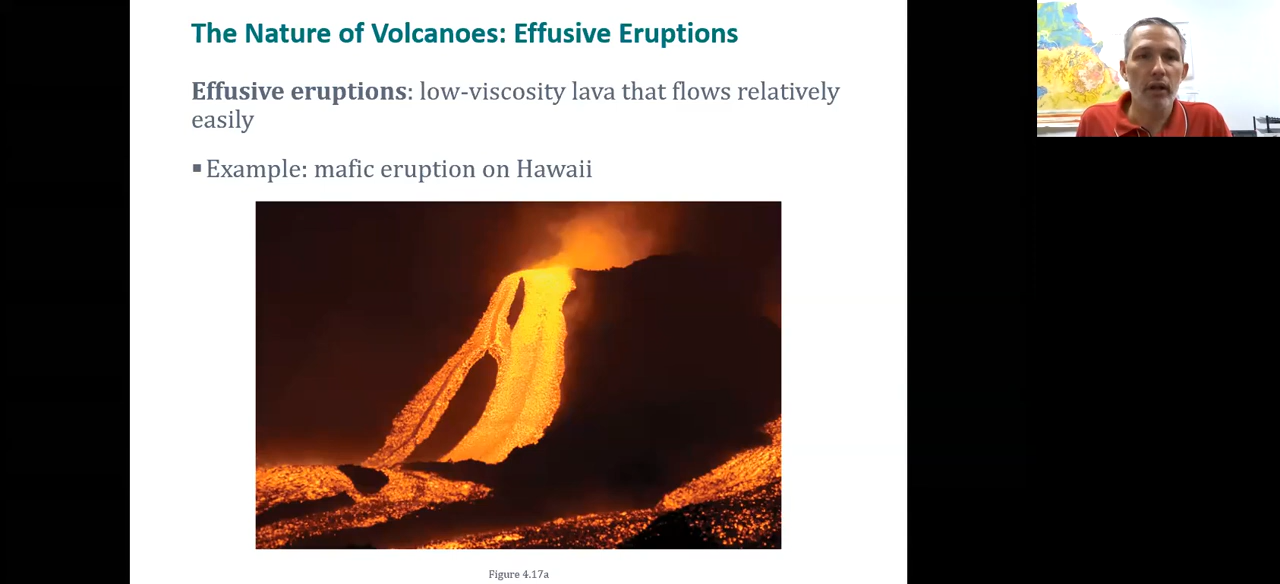 The Nature of Volcanoes: Effusive Eruptions
Effusive eruptions: low-viscosity lava that flows relatively
easily
▪ Example: mafic eruption on Hawaii
Figure 4.17a